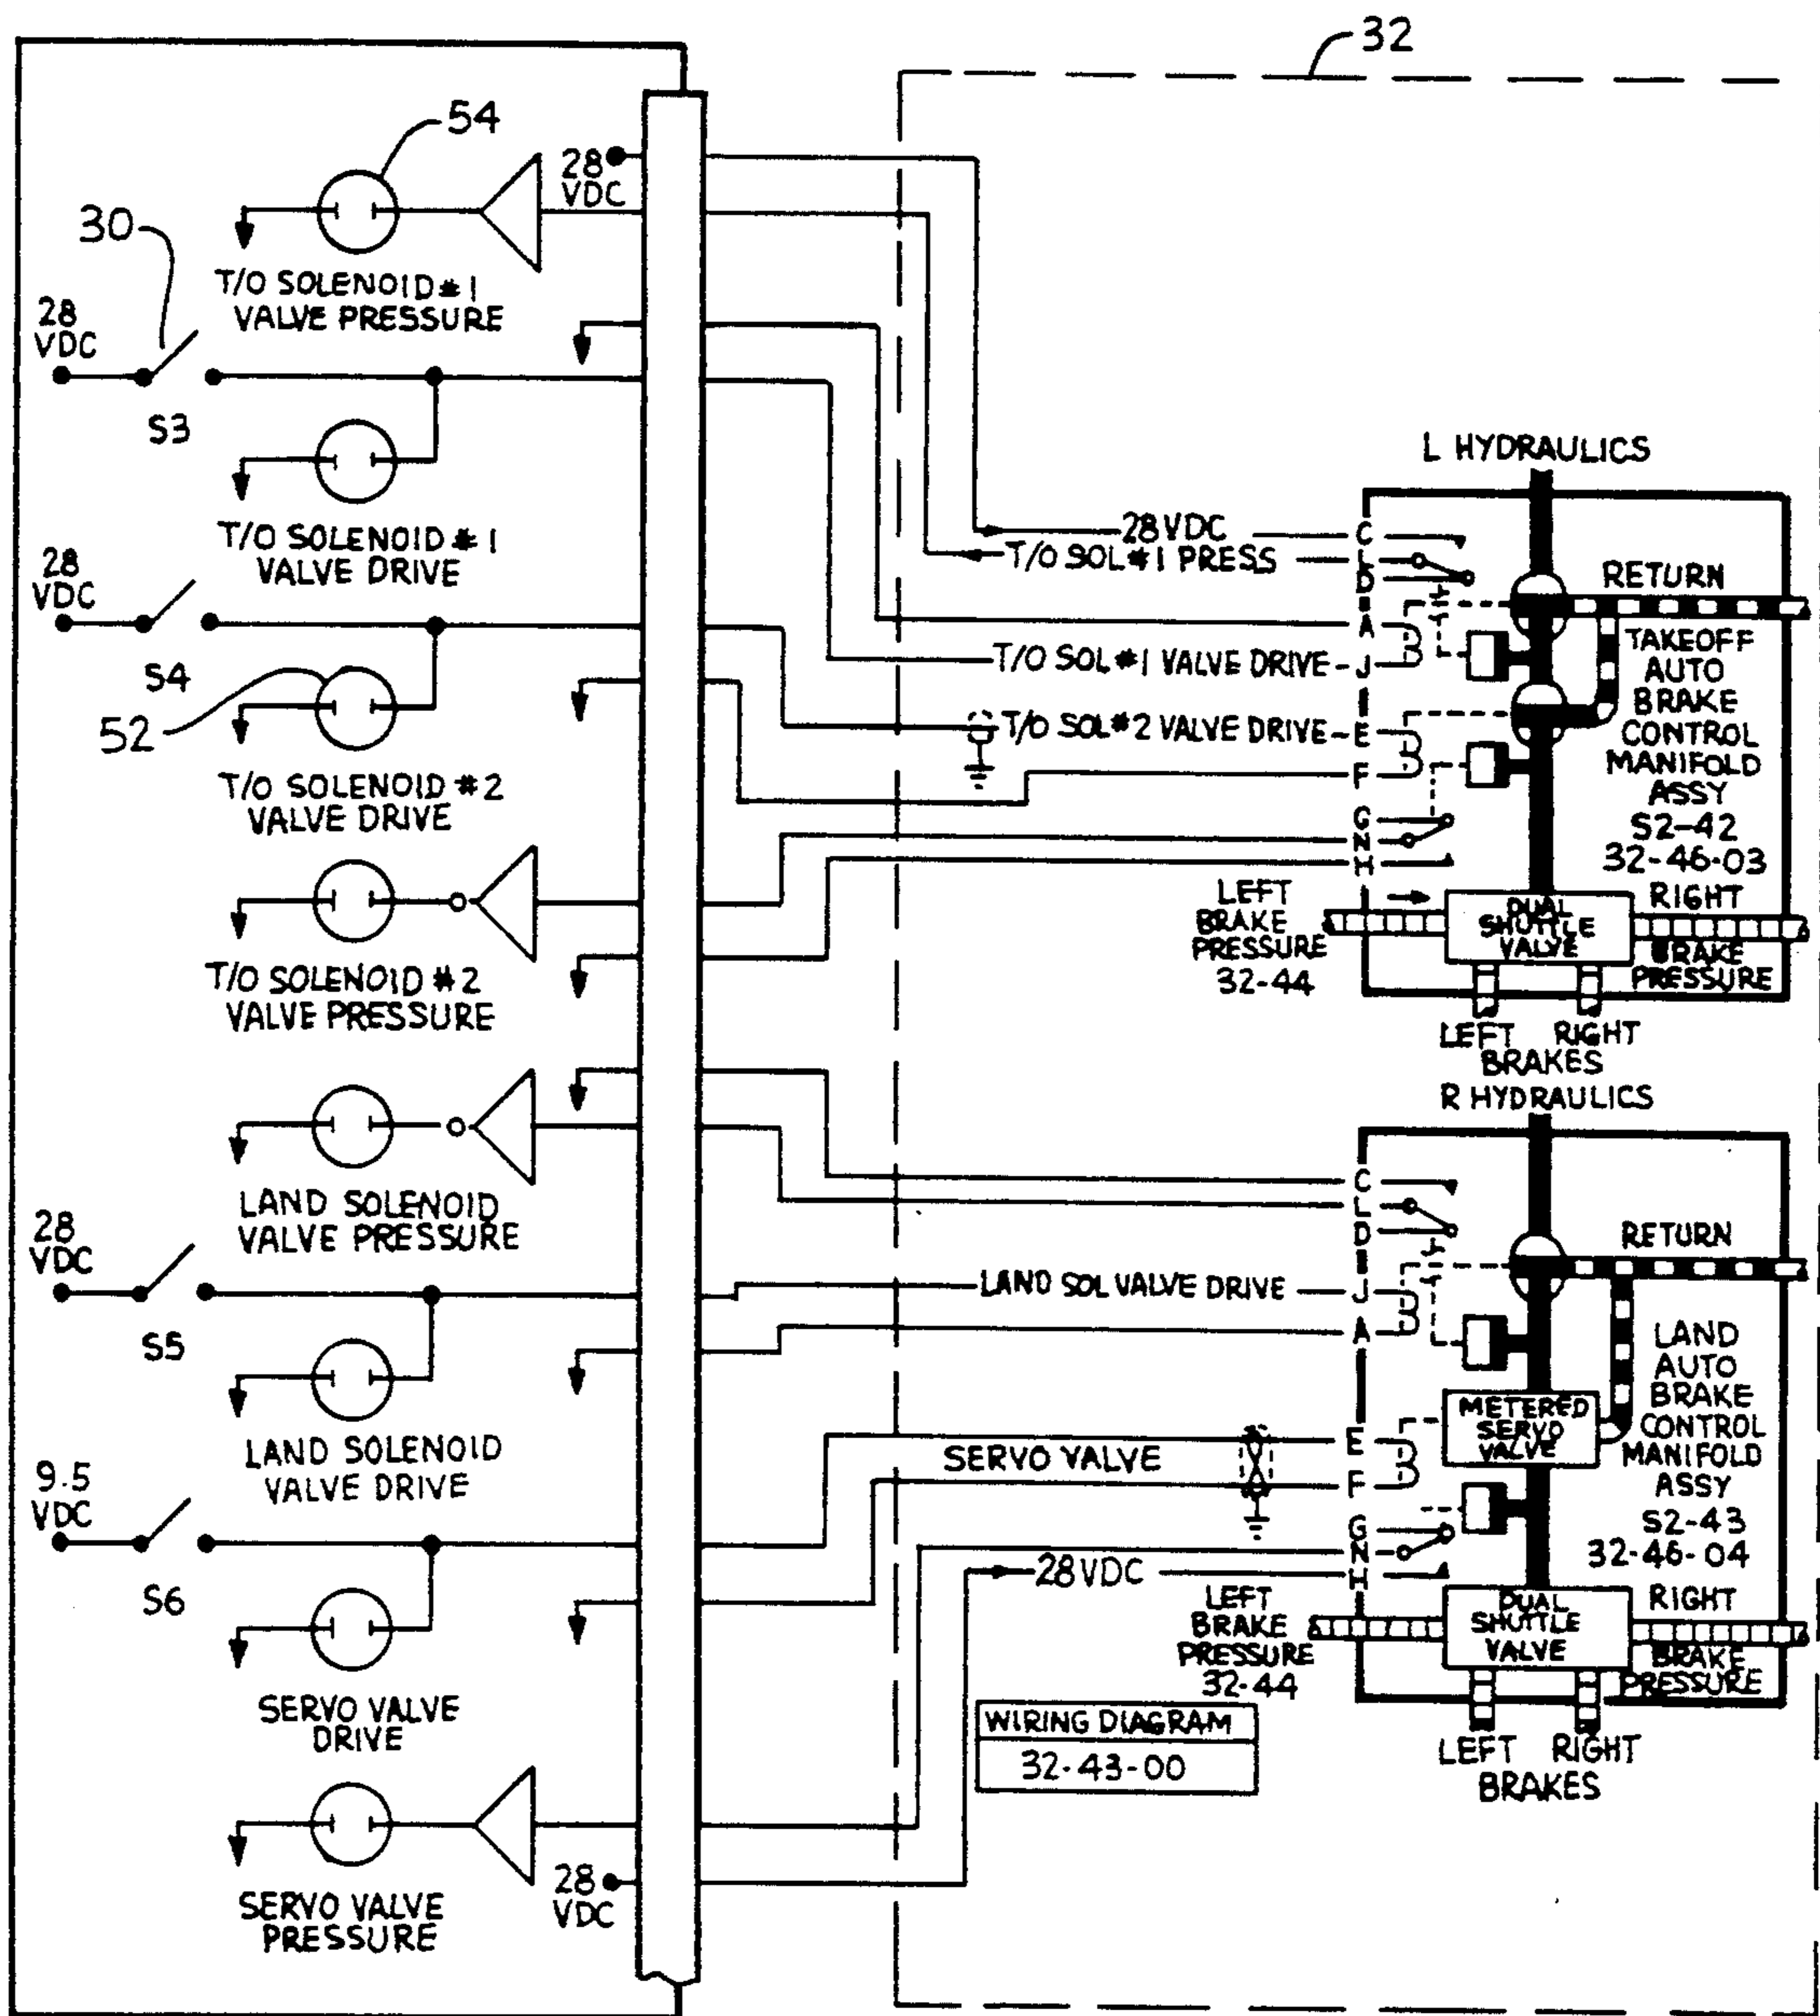 32
54
28
VDC
30
T/O SOLENOID #1
VALVE PRESSURE
28
VDC
S3
T/O SOLENOID #1
VALVE DRIVE
28
VDC
S4
52
T/O SOLENOID #2
VALVE DRIVE
T/O SOLENOID #2
VALVE PRESSURE
LAND SOLENOID
VALVE PRESSURE
28
VDC
S5
LAND SOLENOID
VALVE DRIVE
9.5
VDC
S6
SERVO VALVE
DRIVE
SERVO VALVE
PRESSURE
28
VDC
L HYDRAULICS
28VDC
C
T/O SOL #1 PRESS
L
D
RETURN
A
T/O SOL #1 VALVE DRIVE
J
T/O SOL #2 VALVE DRIVE
E
F
G
N
H
TAKEOFF
AUTO
BRAKE
CONTROL
MANIFOLD
ASSY
S2-42
32-46-03
LEFT
BRAKE
PRESSURE
32-44
DUAL
SHUTTLE
VALVE
RIGHT
BRAKE
PRESSURE
LEFT RIGHT
BRAKES
R HYDRAULICS
C
L
D
RETURN
LAND SOL VALVE DRIVE
J
A
LAND
AUTO
BRAKE
CONTROL
MANIFOLD
ASSY
S2-43
32-46-04
METERED
SERVO
VALVE
SERVO VALVE
E
F
G
N
28VDC
H
LEFT
BRAKE
PRESSURE
32-44
DUAL
SHUTTLE
VALVE
RIGHT
BRAKE
PRESSURE
LEFT RIGHT
BRAKES
WIRING DIAGRAM
32-43-00